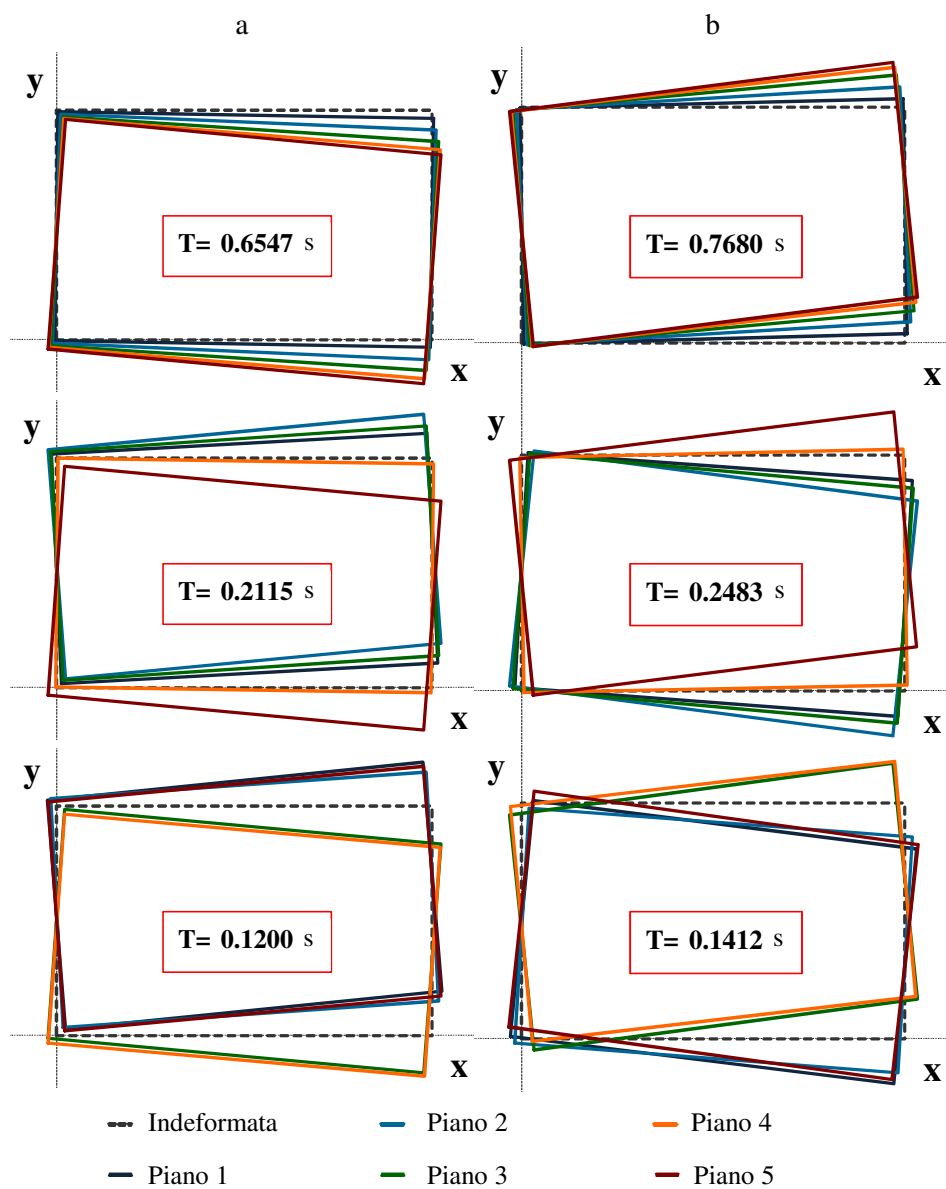 a b
y y
T= 0.6547 s T= 0.7680 s
x x
y y
T= 0.2115 s T= 0.2483 s
x x
y y
T= 0.1200 s T= 0.1412 s
x x
Indeformata Piano 2 Piano 4
Piano 1 Piano 3 Piano 5